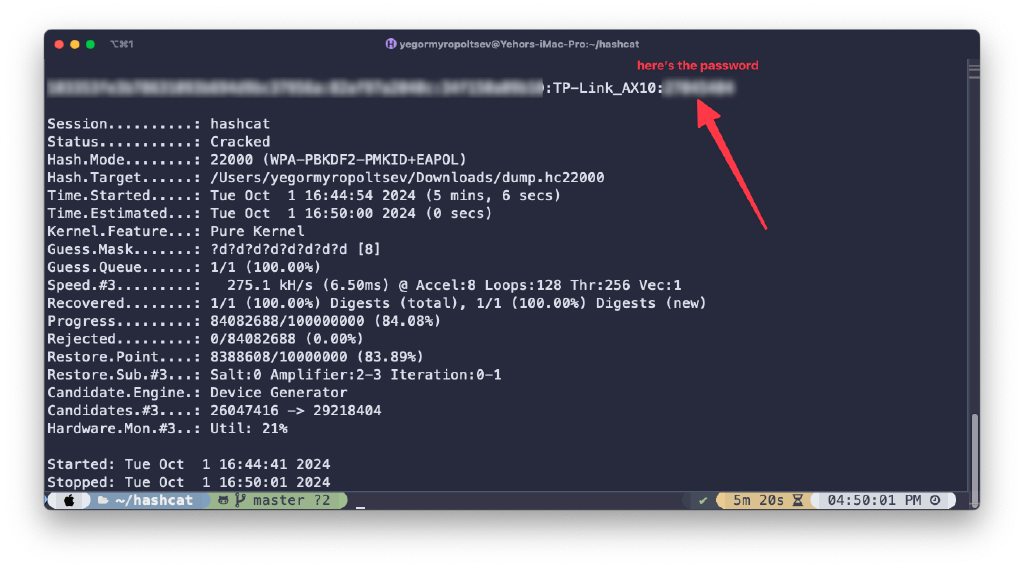 ⌥⌘1
yegormyropoltsev@Yehors-iMac-Pro:~/hashcat
here's the password
:TP-Link_AX10:
Session..........: hashcat
Status...........: Cracked
Hash.Mode........: 22000 (WPA-PBKDF2-PMKID+EAPOL)
Hash.Target......: /Users/yegormyropoltsev/Downloads/dump.hc22000
Time.Started.....: Tue Oct  1 16:44:54 2024 (5 mins, 6 secs)
Time.Estimated...: Tue Oct  1 16:50:00 2024 (0 secs)
Kernel.Feature...: Pure Kernel
Guess.Mask.......: ?d?d?d?d?d?d?d?d [8]
Guess.Queue......: 1/1 (100.00%)
Speed.#3.........:   275.1 kH/s (6.50ms) @ Accel:8 Loops:128 Thr:256 Vec:1
Recovered........: 1/1 (100.00%) Digests (total), 1/1 (100.00%) Digests (new)
Progress.........: 84082688/100000000 (84.08%)
Rejected.........: 0/84082688 (0.00%)
Restore.Point....: 8388608/10000000 (83.89%)
Restore.Sub.#3...: Salt:0 Amplifier:2-3 Iteration:0-1
Candidate.Engine.: Device Generator
Candidates.#3....: 26047416 -> 29218404
Hardware.Mon.#3..: Util: 21%
Started: Tue Oct  1 16:44:41 2024
Stopped: Tue Oct  1 16:50:01 2024
~/hashcat master ?2 ✔ 5m 20s 04:50:01 PM